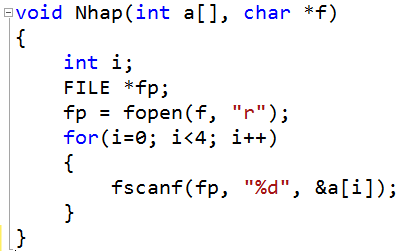 void Nhap(int a[], char *f)
{
    int i;
    FILE *fp;
    fp = fopen(f, "r");
    for(i=0; i<4; i++)
    {
        fscanf(fp, "%d", &a[i]);
    }
}